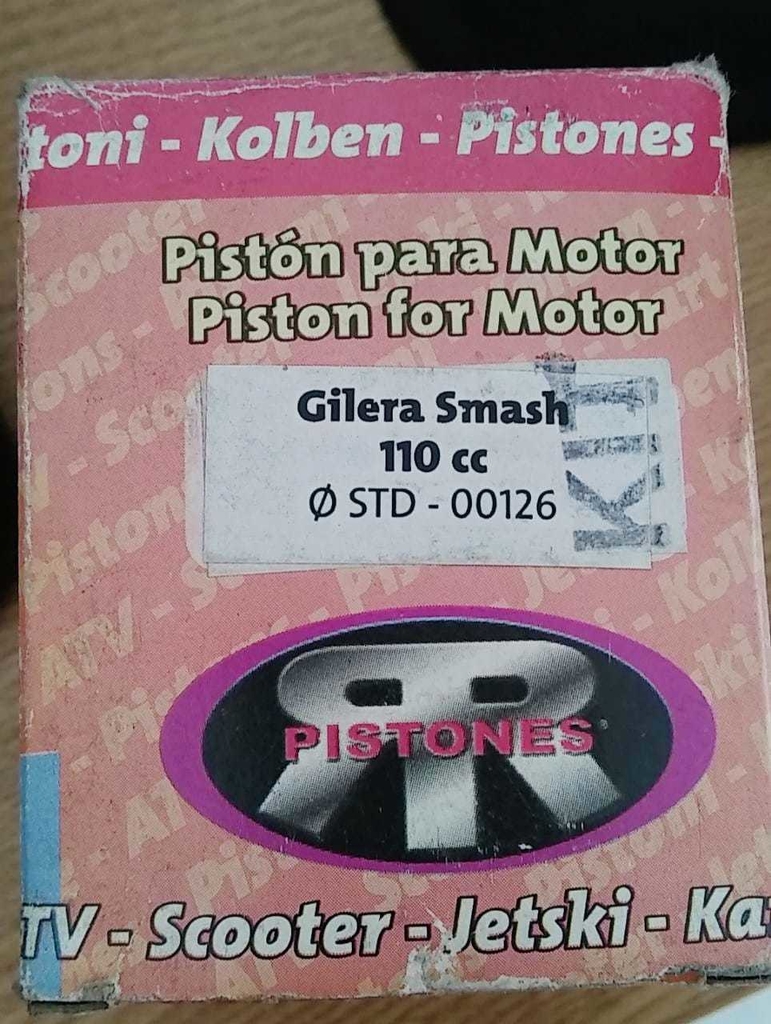 toni - Kolben - Pistones -
Pistón para Motor
Piston for Motor
Gilera Smash
110 cc
Ø STD - 00126
KIT
PISTONES
TV - Scooter - Jetski - Ka